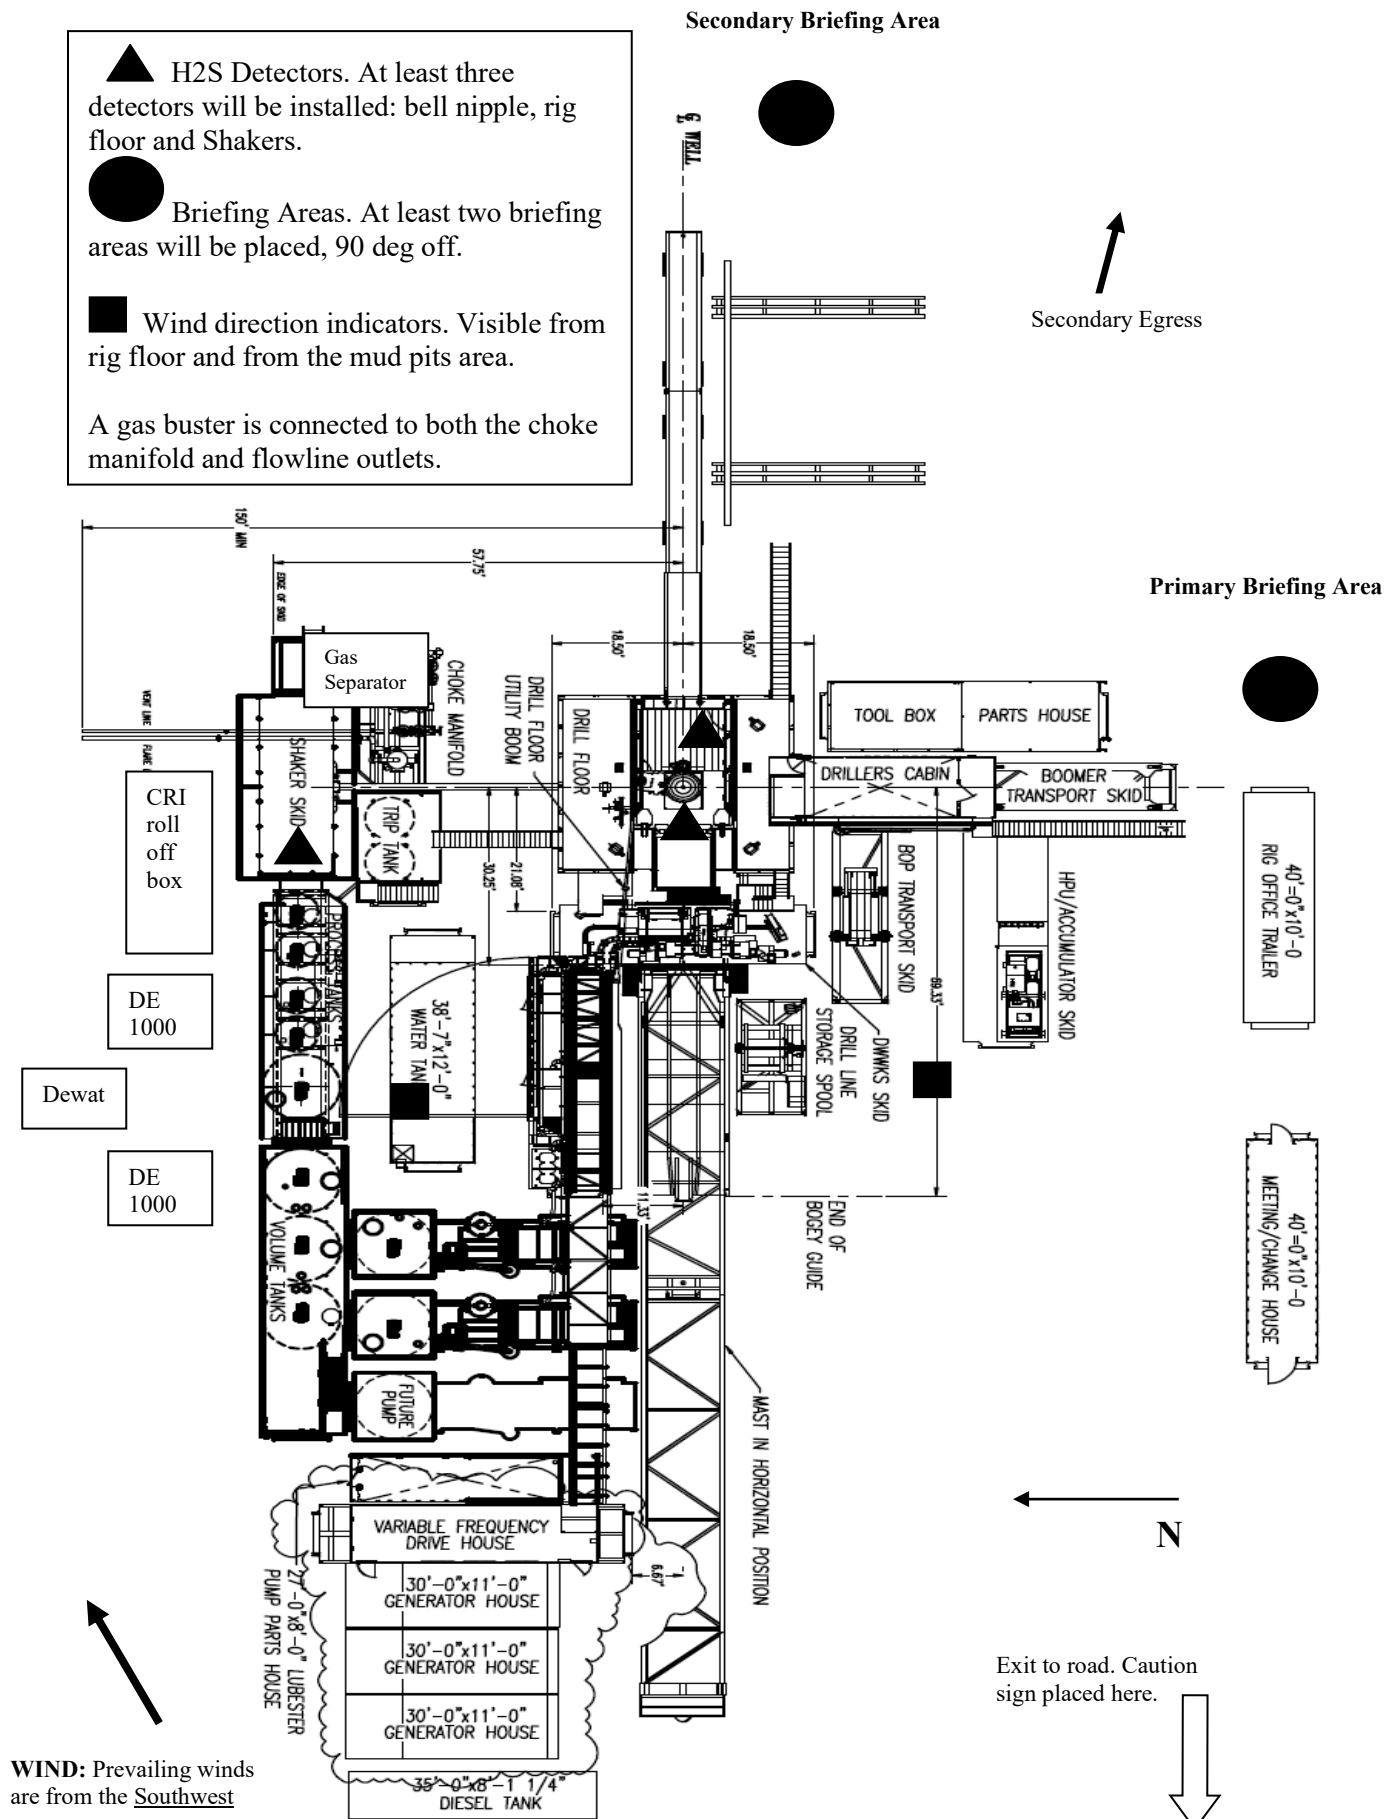 Secondary Briefing Area
H2S Detectors. At least three
detectors will be installed: bell nipple, rig
floor and Shakers.
Briefing Areas. At least two briefing
areas will be placed, 90 deg off.
Wind direction indicators. Visible from
rig floor and from the mud pits area.
A gas buster is connected to both the choke
manifold and flowline outlets.
℄ WELL
Secondary Egress
150' MIN
57.75'
EDGE OF SKID
Primary Briefing Area
18.50'
18.50'
Gas
Separator
CHOKE MANIFOLD
DRILL FLOOR
UTILITY BOOM
DRILL FLOOR
TOOL BOX
PARTS HOUSE
VENT LINE
FLARE
SHAKER SKID
DRILLERS CABIN
BOOMER
TRANSPORT SKID
CRI
roll
off
box
TRIP TANK
30.25'
21.08'
BOP TRANSPORT SKID
HPU/ACCUMULATOR SKID
40'=0"x10'-0
RIG OFFICE TRAILER
TANKS
38'-7"x12'-0"
WATER TAN
DE
1000
69.33'
DWWKS SKID
DRILL LINE
STORAGE SPOOL
Dewat
DE
1000
11.33'
END OF
BOGEY GUIDE
VOLUME TANKS
40'=0"x10'-0
MEETING/CHANGE HOUSE
FUTURE
PUMP
MAST IN HORIZONTAL POSITION
N
VARIABLE FREQUENCY
DRIVE HOUSE
6.67'
27'-0"x8'-0" LUBESTER
PUMP PARTS HOUSE
30'-0"x11'-0"
GENERATOR HOUSE
30'-0"x11'-0"
GENERATOR HOUSE
30'-0"x11'-0"
GENERATOR HOUSE
Exit to road. Caution
sign placed here.
WIND: Prevailing winds
are from the Southwest
35'-0"x8'-1 1/4"
DIESEL TANK